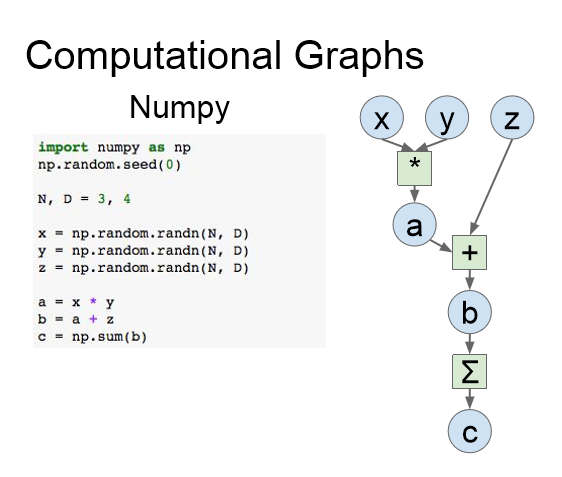 Computational Graphs
Numpy
import numpy as np
np.random.seed(0)
N, D = 3, 4
x = np.random.randn(N, D)
y = np.random.randn(N, D)
z = np.random.randn(N, D)
a = x * y
b = a + z
c = np.sum(b)
x y z
*
a
+
b
Σ
c